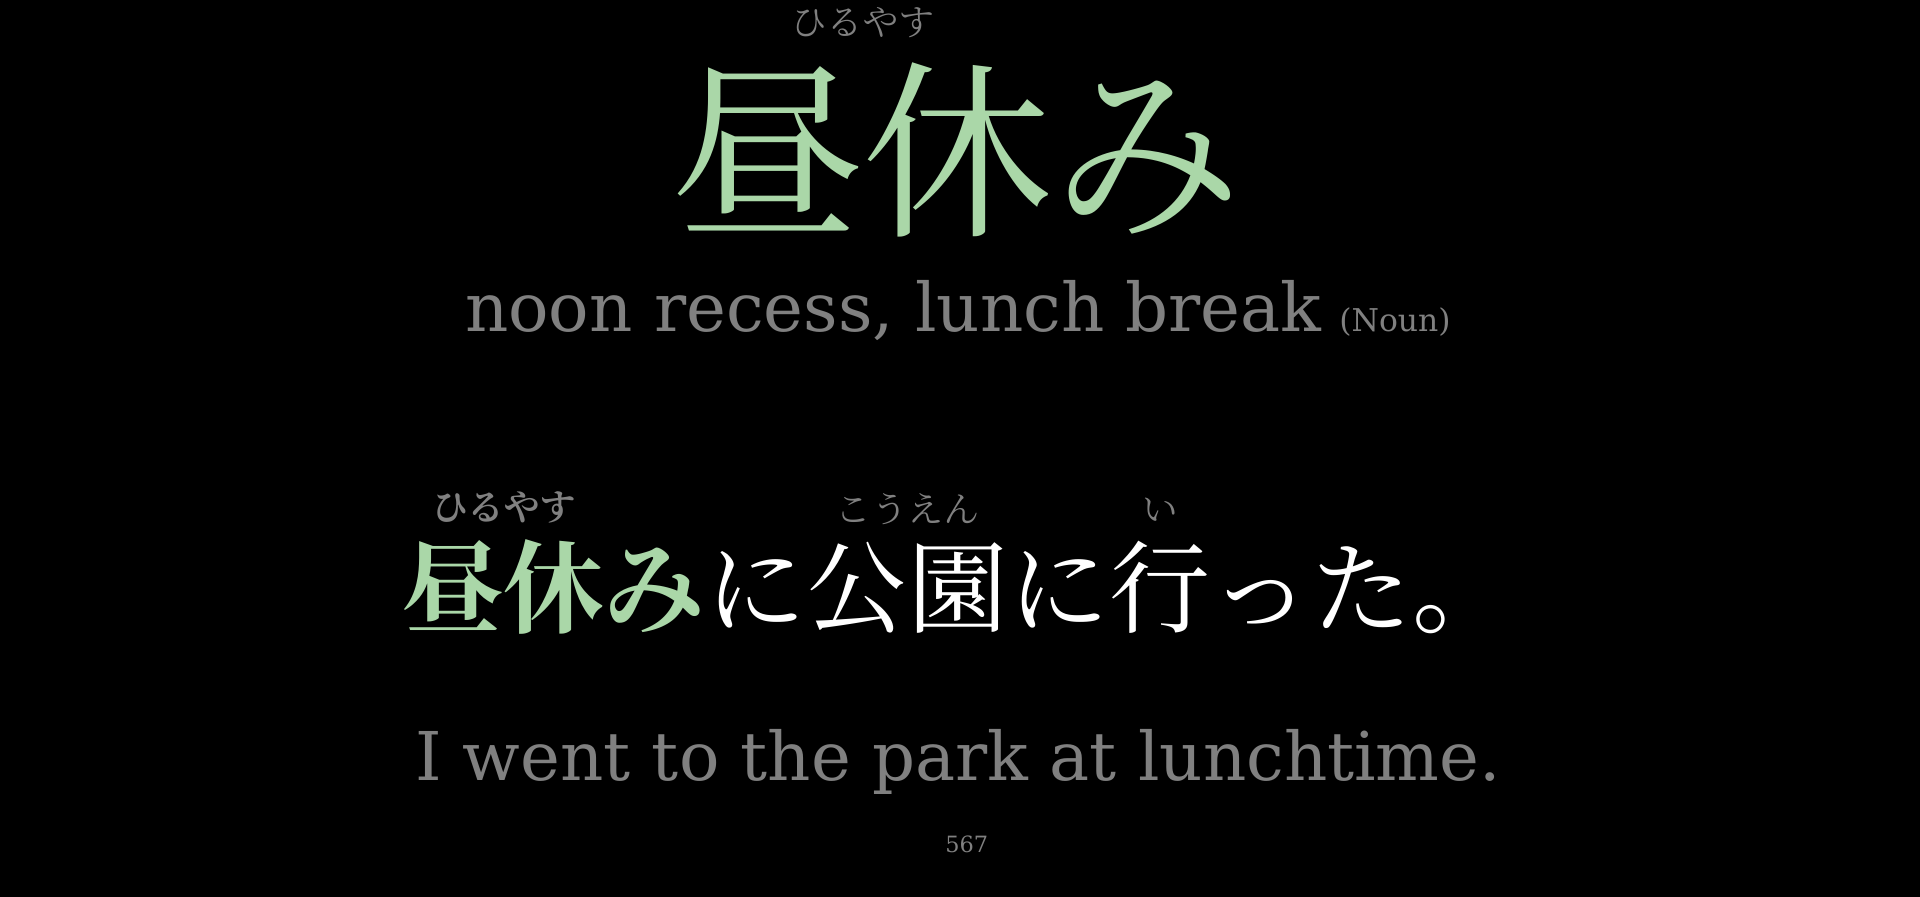 ひるやす
昼休み
noon recess, lunch break (Noun)
ひるやす こうえん い
昼休みに公園に行った。
I went to the park at lunchtime.
567